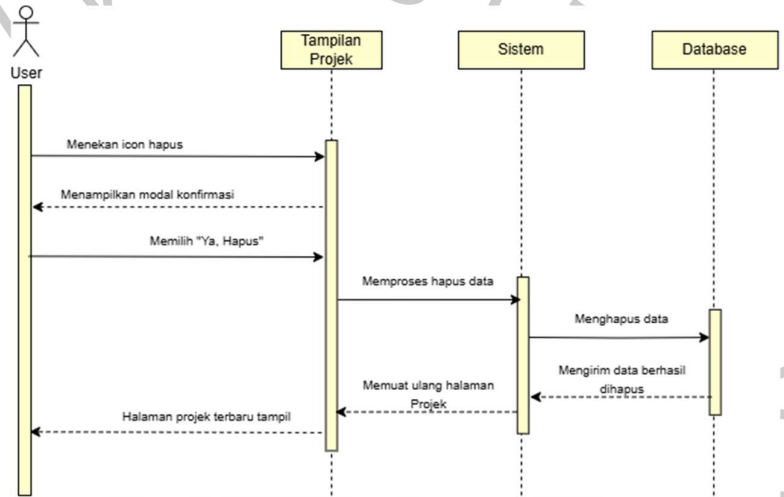 User
Tampilan
Projek
Sistem
Database
Menekan icon hapus
Menampilkan modal konfirmasi
Memilih "Ya, Hapus"
Memproses hapus data
Menghapus data
Mengirim data berhasil
dihapus
Memuat ulang halaman
Projek
Halaman projek terbaru tampil